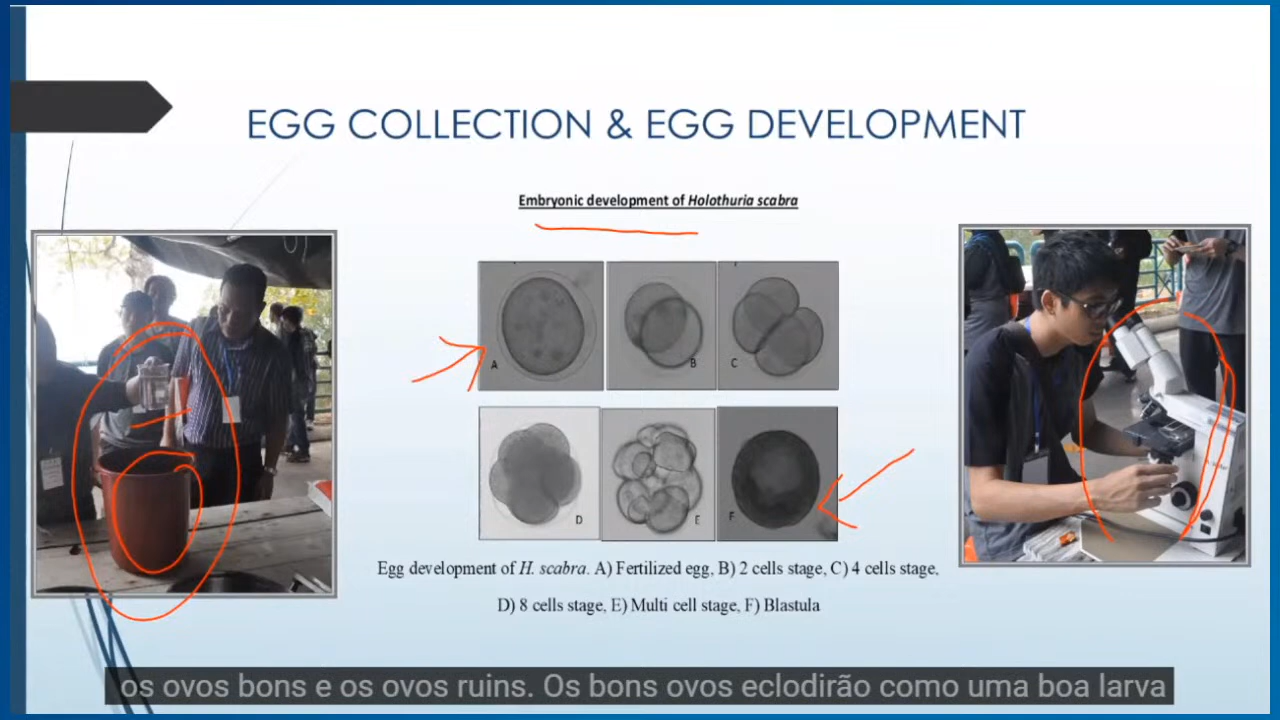 EGG COLLECTION & EGG DEVELOPMENT
Embryonic development of Holothuria scabra
A
B
C
D
E
F
Egg development of H. scabra. A) Fertilized egg, B) 2 cells stage, C) 4 cells stage,
D) 8 cells stage, E) Multi cell stage, F) Blastula
os ovos bons e os ovos ruins. Os bons ovos eclodirão como uma boa larva